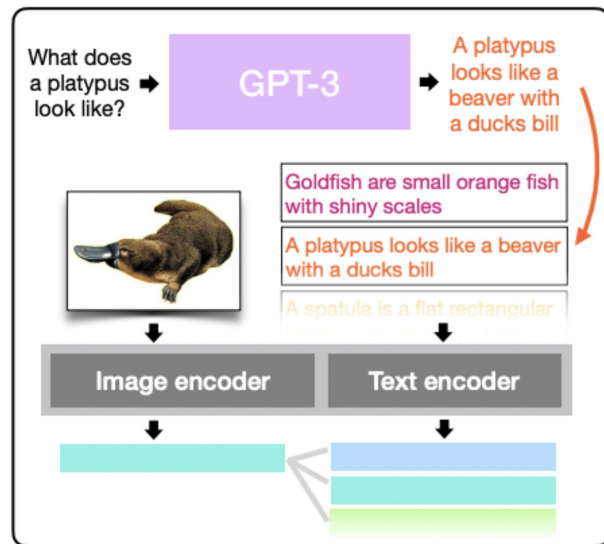 What does
a platypus
look like?
GPT-3
A platypus
looks like a
beaver with
a ducks bill
Goldfish are small orange fish
with shiny scales
A platypus looks like a beaver
with a ducks bill
A spatula is a flat rectangular
Image encoder
Text encoder